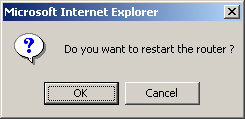 Microsoft Internet Explorer
Do you want to restart the router ?
OK
Cancel